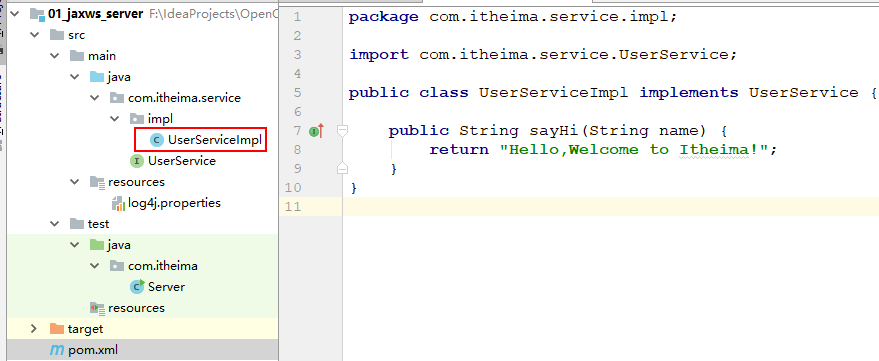 01_jaxws_server F:\IdeaProjects\OpenC
src
main
java
com.itheima.service
impl
UserServiceImpl
UserService
resources
log4j.properties
test
java
com.itheima
Server
resources
target
pom.xml
1 package com.itheima.service.impl;
2
3 import com.itheima.service.UserService;
4
5 public class UserServiceImpl implements UserService {
6
7 public String sayHi(String name) {
8 return "Hello,Welcome to Itheima!";
9 }
10 }
11